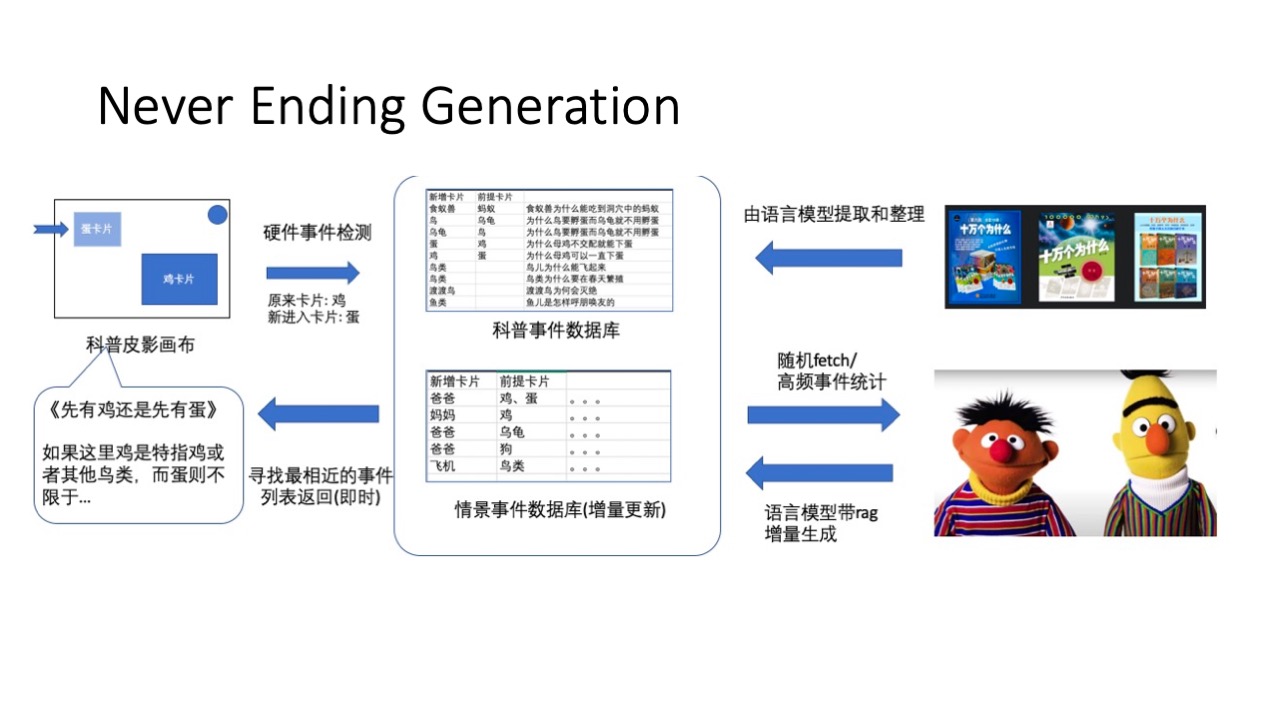 Never Ending Generation
蛋卡片
鸡卡片
科普皮影画布
硬件事件检测
原来卡片: 鸡
新进入卡片: 蛋
《先有鸡还是先有蛋》
如果这里鸡是特指鸡或
者其他鸟类，而蛋则不
限于...
寻找最相近的事件
列表返回(即时)
新增卡片 前提卡片
食蚁兽 蚂蚁 食蚁兽为什么能吃到洞穴中的蚂蚁
鸟 乌龟 为什么鸟要孵蛋而乌龟就不用孵蛋
乌龟 鸟 为什么鸟要孵蛋而乌龟就不用孵蛋
蛋 鸡 为什么母鸡不交配就能下蛋
鸡 蛋 为什么母鸡可以一直下蛋
鸟类 鸟儿为什么能飞起来
鸟类 鸟类为什么要在春天繁殖
渡渡鸟 渡渡鸟为何会灭绝
鱼类 鱼儿是怎样呼朋唤友的
科普事件数据库
新增卡片 前提卡片
爸爸 鸡、蛋 。。。
妈妈 鸡 。。。
爸爸 乌龟 。。。
爸爸 狗 。。。
飞机 鸟类 。。。
情景事件数据库(增量更新)
由语言模型提取和整理
十万个为什么
十万个为什么
十万个为什么
随机fetch/
高频事件统计
语言模型带rag
增量生成